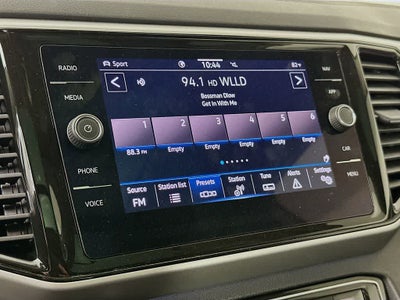 Sport 10:44 82°
RADIO NAV
94.1 HD WLLD
Bossman Dlow
Get In With Me
MEDIA APP
1 2 3 4 5 6
88.3 FM Empty Empty Empty Empty Empty
PHONE CAR
Source Station list Presets Station Tune Alerts Settings
FM
VOICE MENU